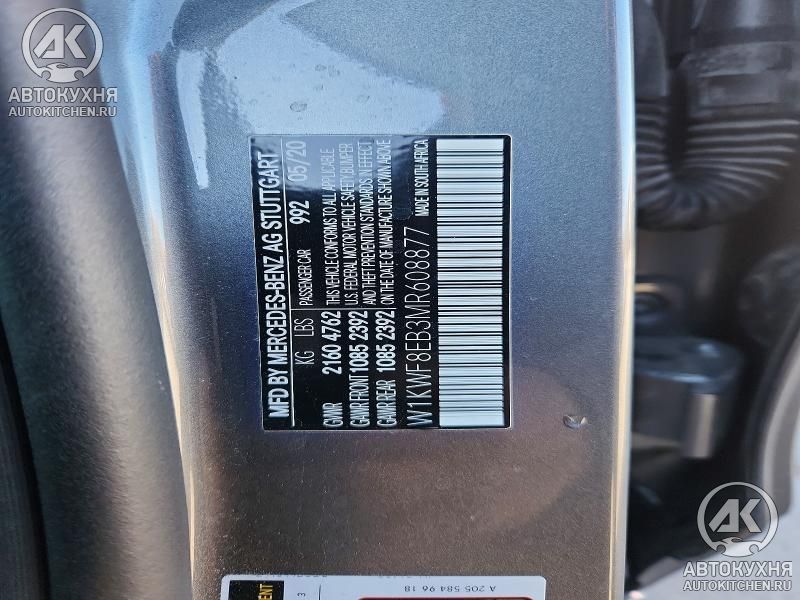 AK
АВТОКУХНЯ
AUTOKITCHEN.RU
MFD BY MERCEDES-BENZ AG STUTTGART
KG LBS PASSENGER CAR 992 05/20
GVWR 2160 4762 THIS VEHICLE CONFORMS TO ALL APPLICABLE
U.S. FEDERAL MOTOR VEHICLE SAFETY BUMPER
GAWR FRONT 1085 2392 AND THEFT PREVENTION STANDARDS IN EFFECT
GAWR REAR 1085 2392 ON THE DATE OF MANUFACTURE SHOWN ABOVE
W1KWF8EB3MR608877 MADE IN SOUTH AFRICA
A 205 584 96 18
3
AK
АВТОКУХНЯ
AUTOKITCHEN.RU